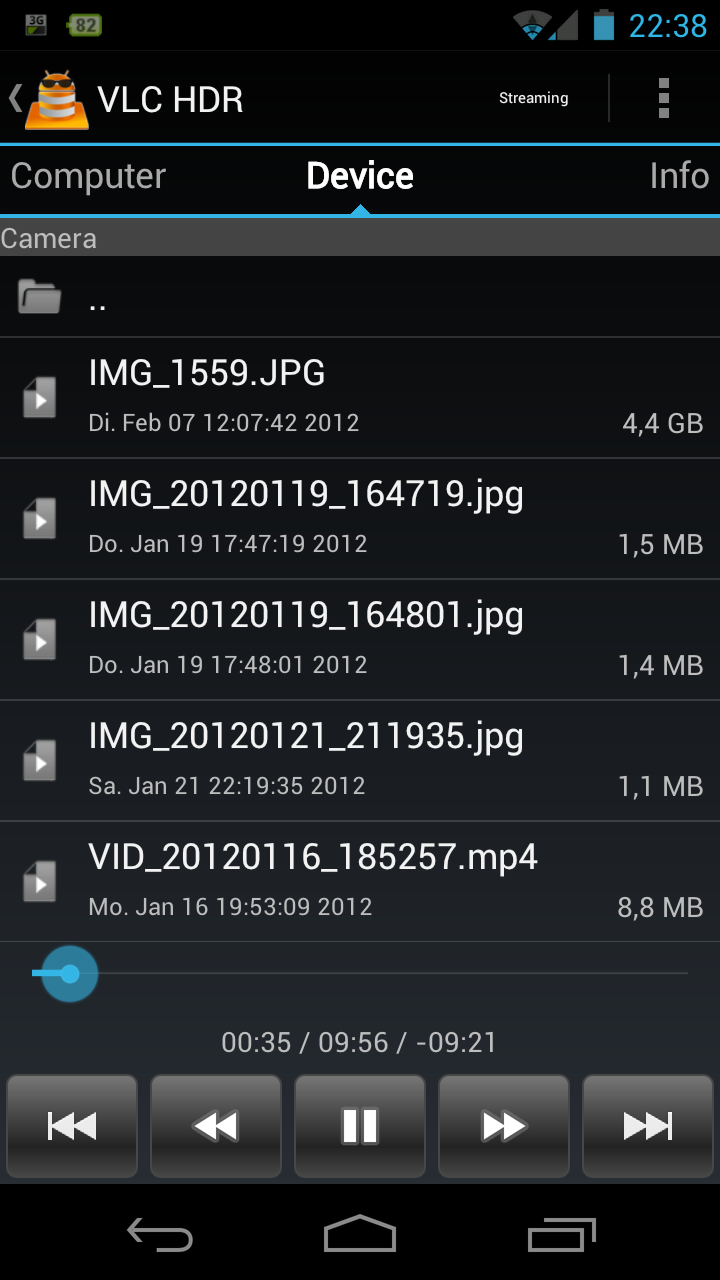 3G 82 22:38
VLC HDR Streaming
Computer Device Info
Camera
..
IMG_1559.JPG
Di. Feb 07 12:07:42 2012 4,4 GB
IMG_20120119_164719.jpg
Do. Jan 19 17:47:19 2012 1,5 MB
IMG_20120119_164801.jpg
Do. Jan 19 17:48:01 2012 1,4 MB
IMG_20120121_211935.jpg
Sa. Jan 21 22:19:35 2012 1,1 MB
VID_20120116_185257.mp4
Mo. Jan 16 19:53:09 2012 8,8 MB
00:35 / 09:56 / -09:21